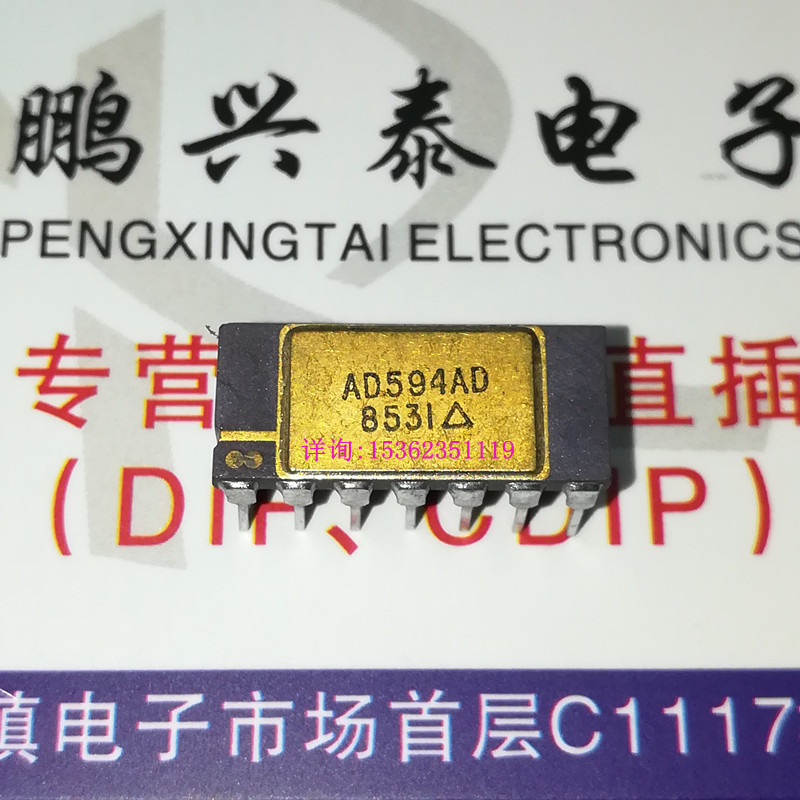 鹏兴泰电子
PENGXINGTAI ELECTRONICS
专营 直插
AD594AD
8531△
详询:15362351119
(DIP、CDIP)
镇电子市场首层C1117